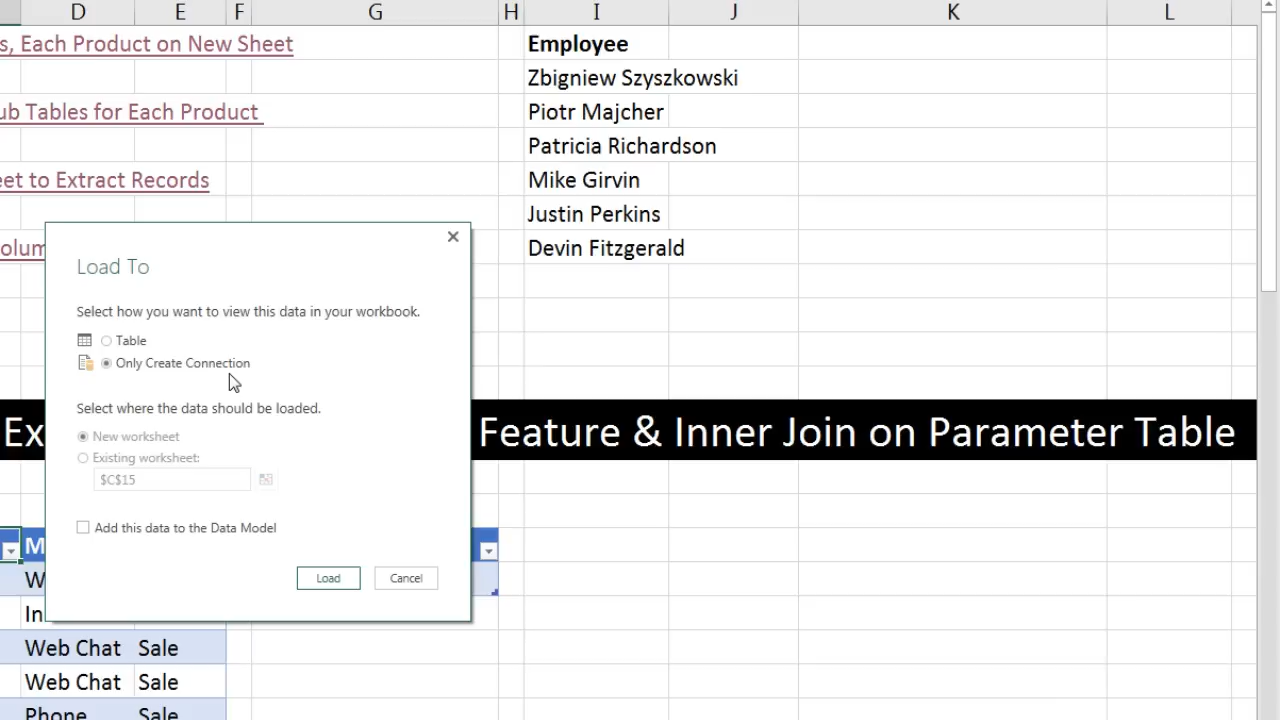 D E F G H I J K L
s, Each Product on New Sheet
Employee
Zbigniew Szyszkowski
ub Tables for Each Product
Piotr Majcher
Patricia Richardson
eet to Extract Records
Mike Girvin
Justin Perkins
olum
Devin Fitzgerald
Load To
Select how you want to view this data in your workbook.
Table
Only Create Connection
Select where the data should be loaded.
New worksheet
Existing worksheet:
$C$15
Add this data to the Data Model
Load Cancel
Ex Feature & Inner Join on Parameter Table
M
W
In
Web Chat Sale
Web Chat Sale
Phone Sale